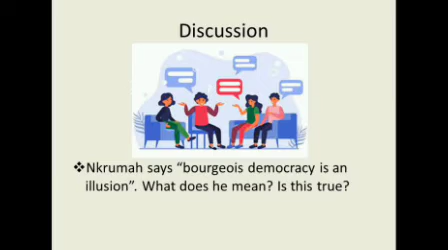 Discussion
❖Nkrumah says “bourgeois democracy is an
illusion”. What does he mean? Is this true?